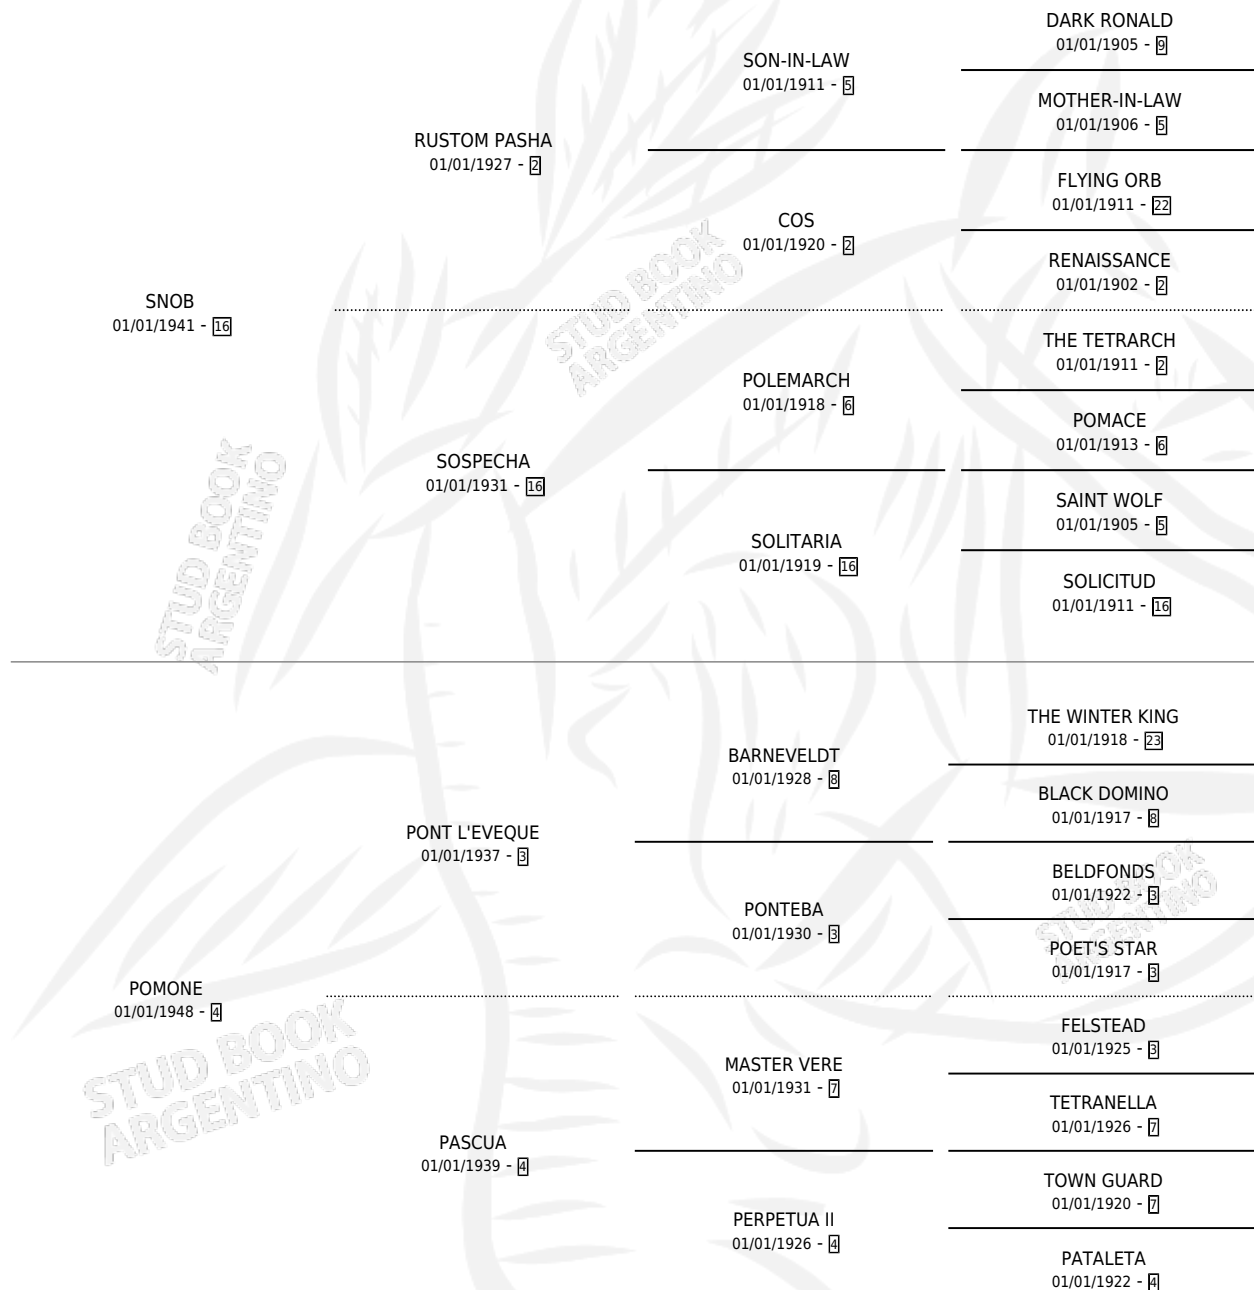 DARK RONALD
01/01/1905 - 9
SON-IN-LAW
01/01/1911 - 5
MOTHER-IN-LAW
01/01/1906 - 5
RUSTOM PASHA
01/01/1927 - 2
FLYING ORB
01/01/1911 - 22
COS
01/01/1920 - 2
RENAISSANCE
01/01/1902 - 2
SNOB
01/01/1941 - 16
THE TETRARCH
01/01/1911 - 2
POLEMARCH
01/01/1918 - 6
POMACE
01/01/1913 - 6
SOSPECHA
01/01/1931 - 16
SAINT WOLF
01/01/1905 - 5
SOLITARIA
01/01/1919 - 16
SOLICITUD
01/01/1911 - 16
THE WINTER KING
01/01/1918 - 23
BARNEVELDT
01/01/1928 - 8
BLACK DOMINO
01/01/1917 - 8
PONT L'EVEQUE
01/01/1937 - 3
BELDFONDS
01/01/1922 - 3
PONTEBA
01/01/1930 - 3
POET'S STAR
01/01/1917 - 3
POMONE
01/01/1948 - 4
FELSTEAD
01/01/1925 - 3
MASTER VERE
01/01/1931 - 7
TETRANELLA
01/01/1926 - 7
PASCUA
01/01/1939 - 4
TOWN GUARD
01/01/1920 - 7
PERPETUA II
01/01/1926 - 4
PATALETA
01/01/1922 - 4
STUD BOOK
ARGENTINO
STUD BOOK
ARGENTINO
STUD BOOK
ARGENTINO
STUD BOOK
ARGENTINO